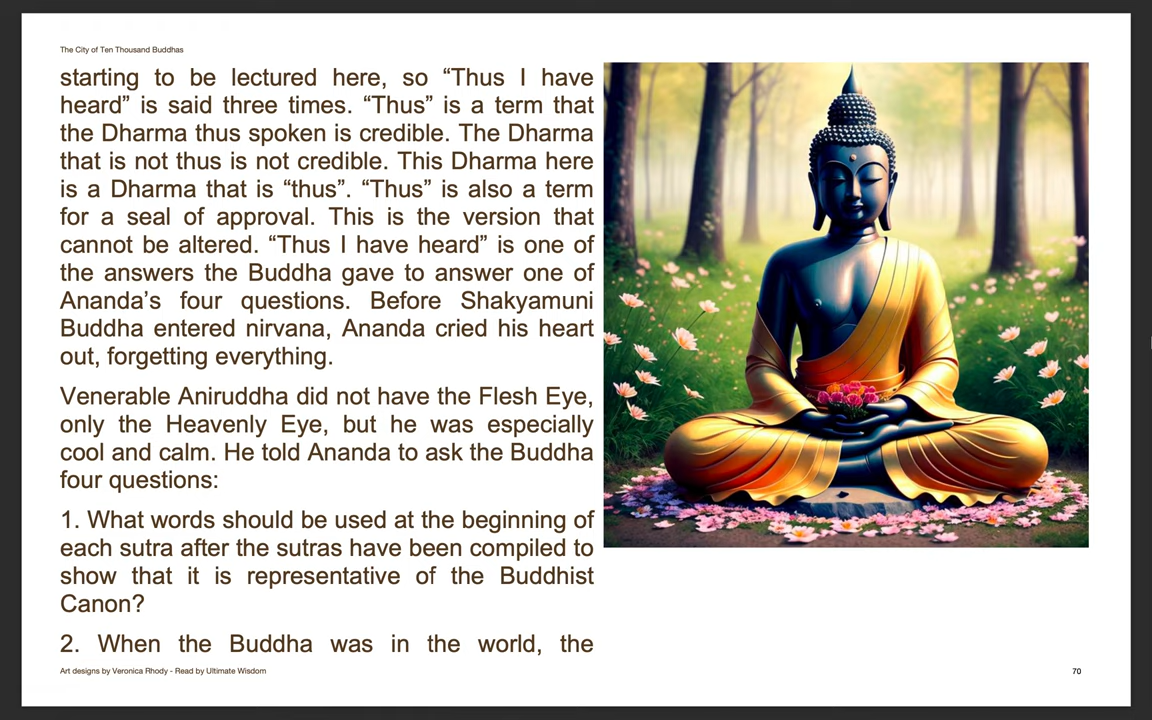 The City of Ten Thousand Buddhas
starting to be lectured here, so “Thus I have
heard” is said three times. “Thus” is a term that
the Dharma thus spoken is credible. The Dharma
that is not thus is not credible. This Dharma here
is a Dharma that is “thus”. “Thus” is also a term
for a seal of approval. This is the version that
cannot be altered. “Thus I have heard” is one of
the answers the Buddha gave to answer one of
Ananda’s four questions. Before Shakyamuni
Buddha entered nirvana, Ananda cried his heart
out, forgetting everything.
Venerable Aniruddha did not have the Flesh Eye,
only the Heavenly Eye, but he was especially
cool and calm. He told Ananda to ask the Buddha
four questions:
1. What words should be used at the beginning of
each sutra after the sutras have been compiled to
show that it is representative of the Buddhist
Canon?
2. When the Buddha was in the world, the
Art designs by Veronica Rhody - Read by Ultimate Wisdom
70